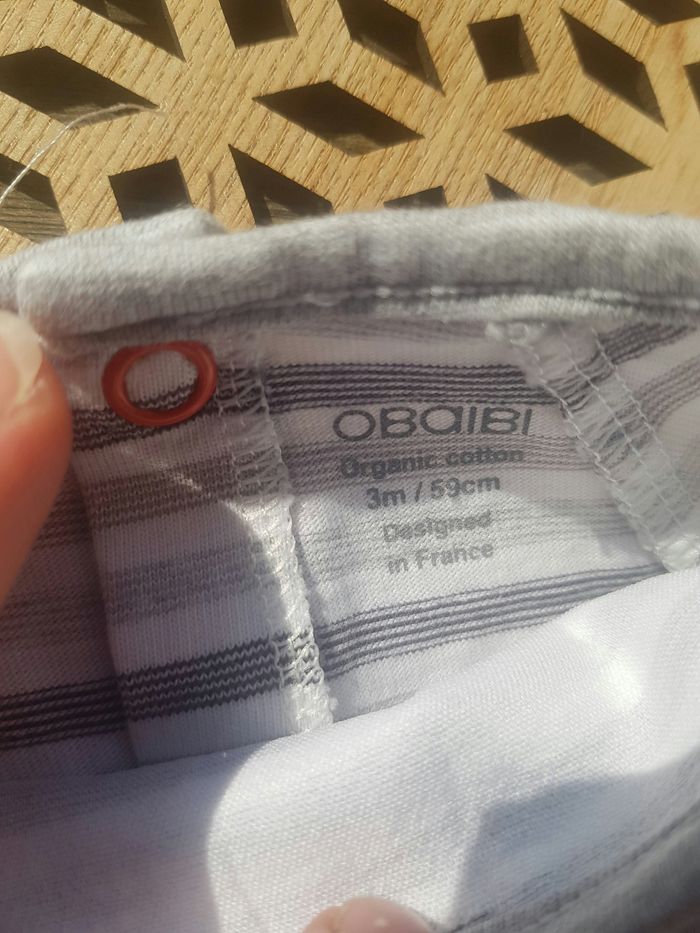 OBAIBI
Organic cotton
3m / 59cm
Designed
in France